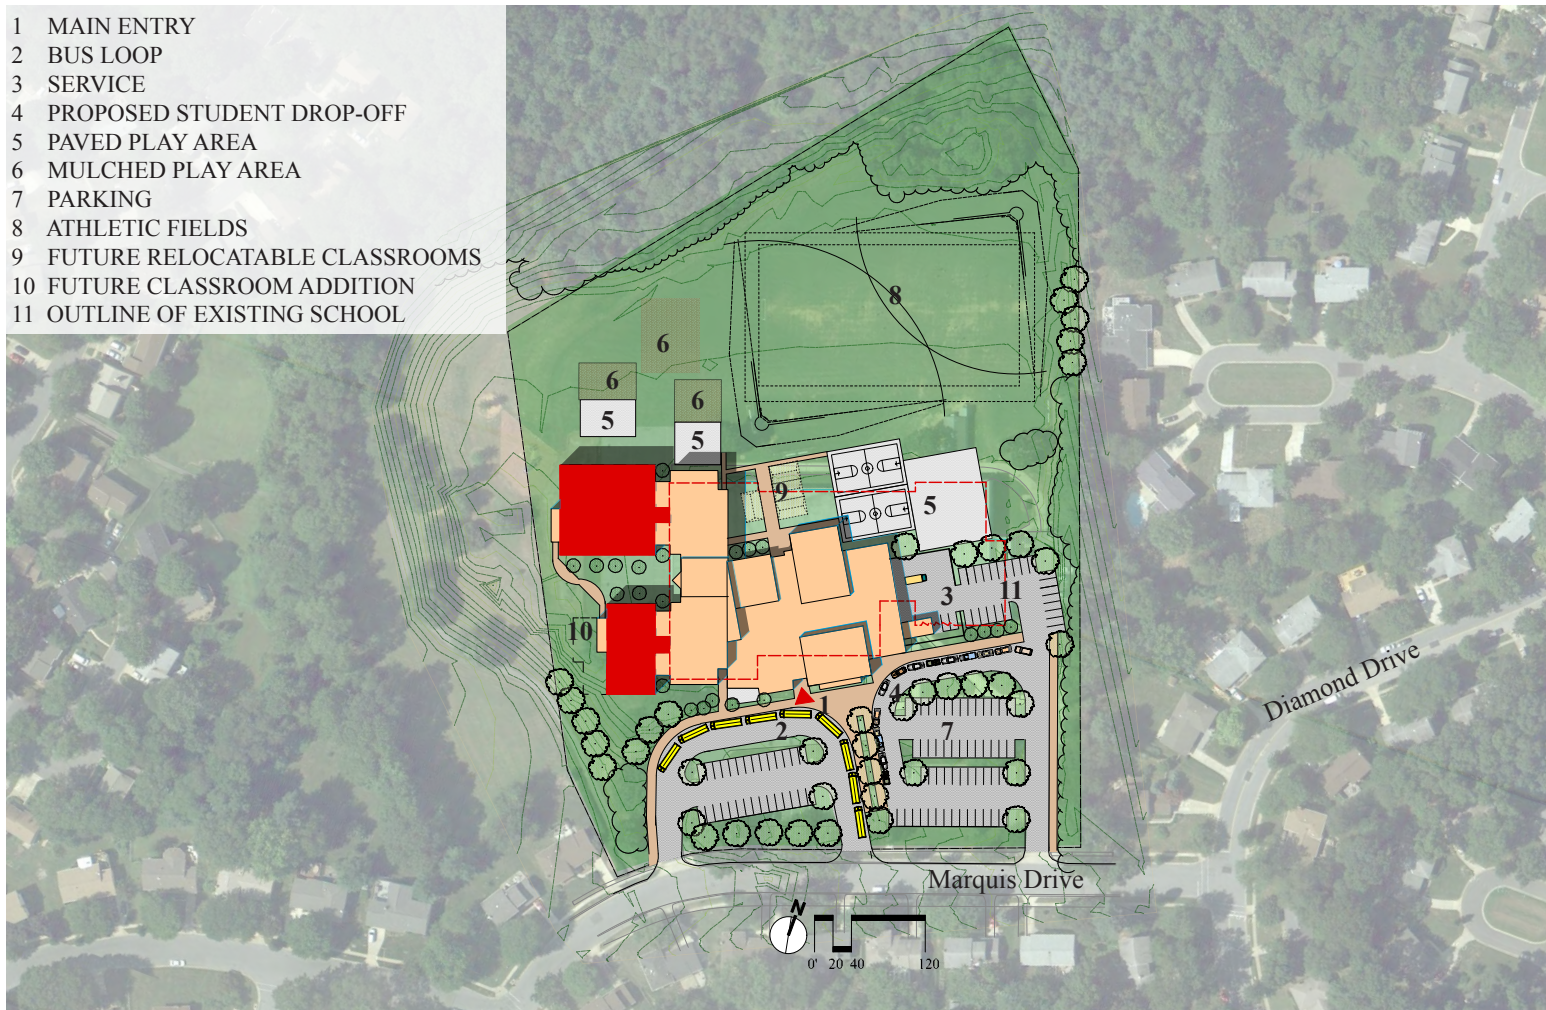 1 MAIN ENTRY
2 BUS LOOP
3 SERVICE
4 PROPOSED STUDENT DROP-OFF
5 PAVED PLAY AREA
6 MULCHED PLAY AREA
7 PARKING
8 ATHLETIC FIELDS
9 FUTURE RELOCATABLE CLASSROOMS
10 FUTURE CLASSROOM ADDITION
11 OUTLINE OF EXISTING SCHOOL
8
6
6
6
5
5
9
5
3
11
10
4
1
2
7
Diamond Drive
Marquis Drive
N
0' 20 40 120